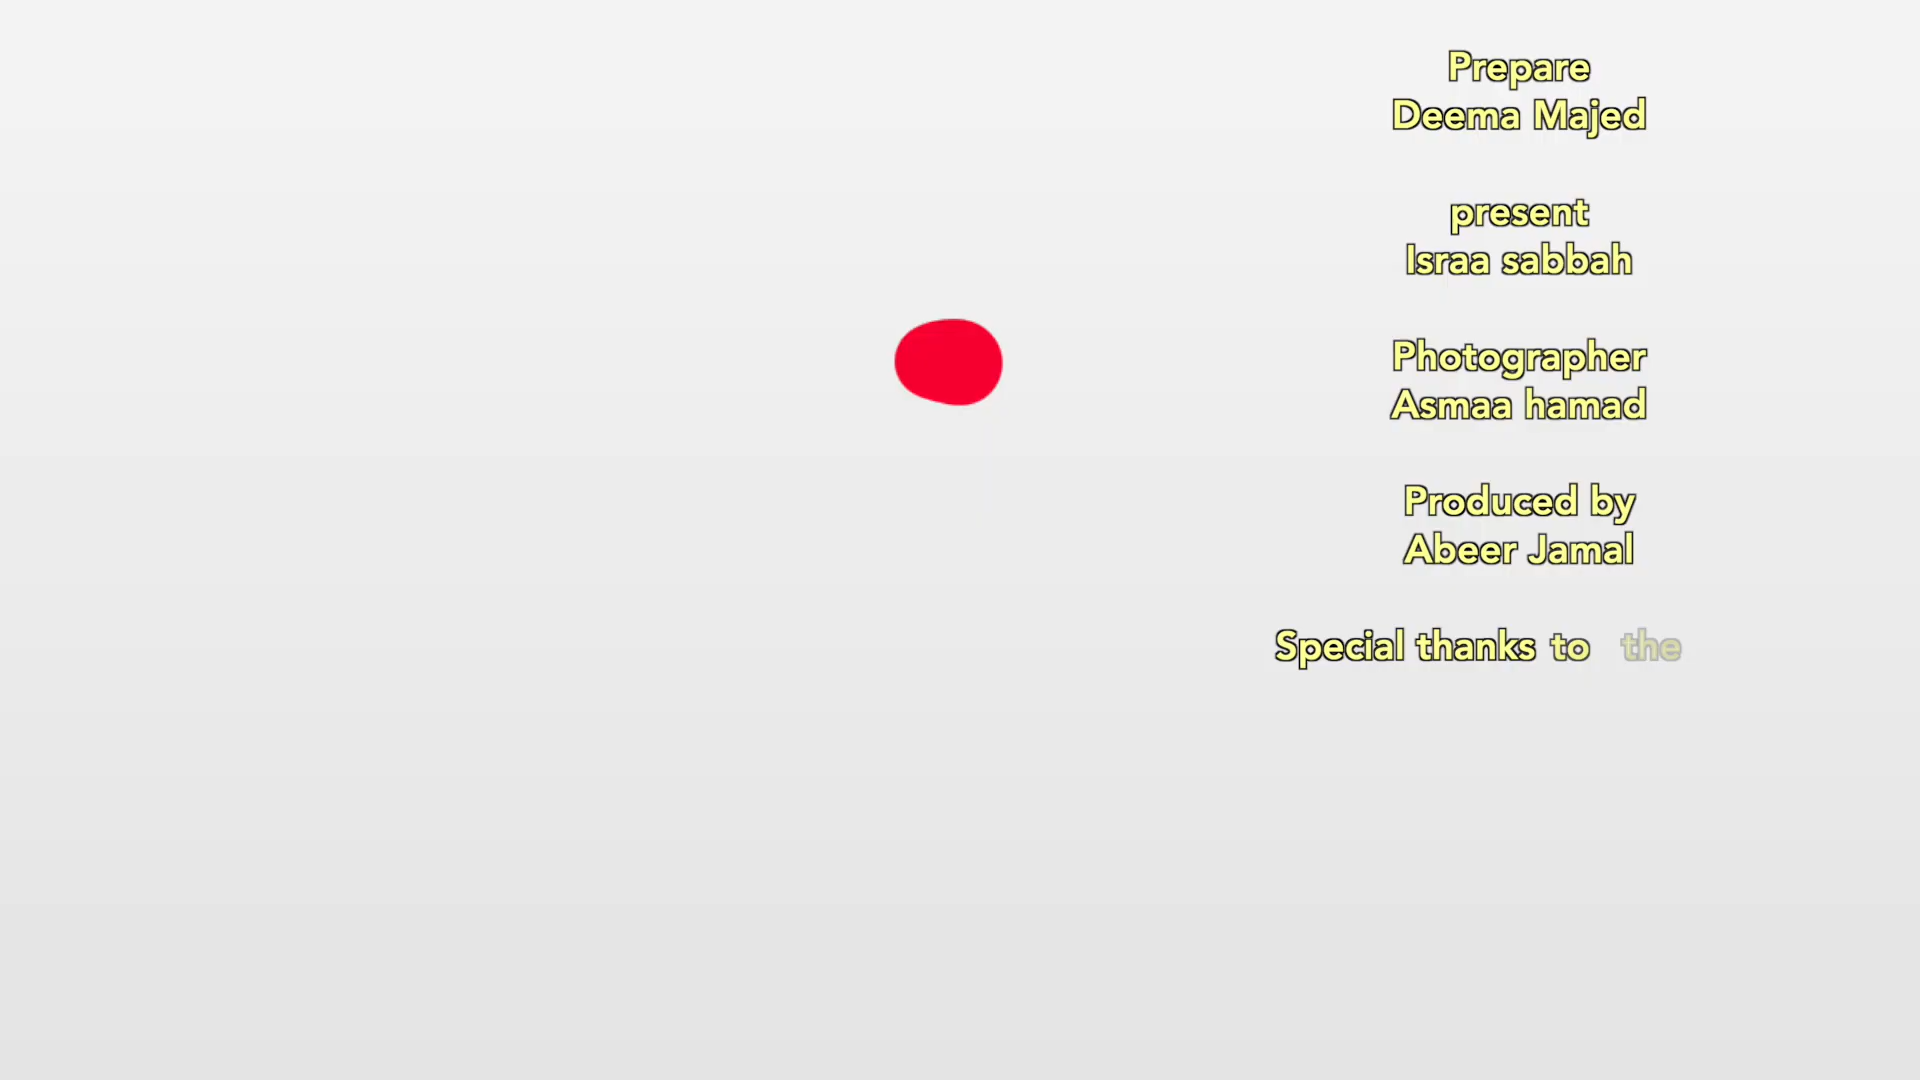 Prepare
Deema Majed
present
Israa sabbah
Photographer
Asmaa hamad
Produced by
Abeer Jamal
Special thanks to the